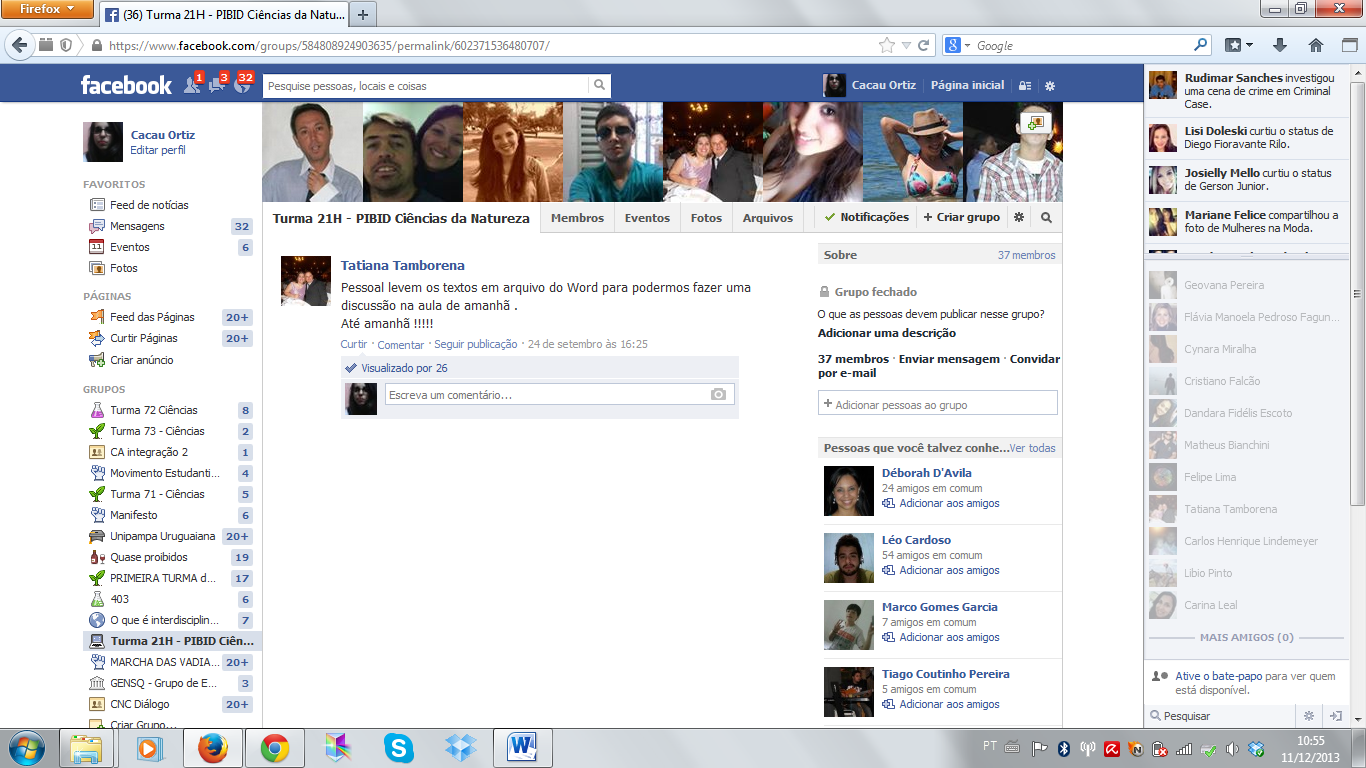 Firefox
(36) Turma 21H - PIBID Ciências da Natu...
https://www.facebook.com/groups/584808924903635/permalink/602371536480707/
Google
facebook
1
3
32
Pesquise pessoas, locais e coisas
Cacau Ortiz
Página inicial
Cacau Ortiz
Editar perfil
FAVORITOS
Feed de notícias
Mensagens 32
Eventos 6
Fotos
PÁGINAS
Feed das Páginas 20+
Curtir Páginas 20+
Criar anúncio
GRUPOS
Turma 72 Ciências 8
Turma 73 - Ciências 2
CA integração 2 1
Movimento Estudanti... 4
Turma 71 - Ciências 5
Manifesto 6
Unipampa Uruguaiana 20+
Quase proibidos 19
PRIMEIRA TURMA d... 17
403 6
O que é interdisciplin... 7
Turma 21H - PIBID Ciên...
MARCHA DAS VADIA... 20+
GENSQ - Grupo de E... 3
CNC Diálogo 20+
Criar Grupo...
Turma 21H - PIBID Ciências da Natureza
Membros
Eventos
Fotos
Arquivos
Notificações
+ Criar grupo
Tatiana Tamborena
Pessoal levem os textos em arquivo do Word para podermos fazer uma
discussão na aula de amanhã .
Até amanhã !!!!!
Curtir · Comentar · Seguir publicação · 24 de setembro às 16:25
Visualizado por 26
Escreva um comentário...
Sobre 37 membros
Grupo fechado
O que as pessoas devem publicar nesse grupo?
Adicionar uma descrição
37 membros · Enviar mensagem · Convidar
por e-mail
+ Adicionar pessoas ao grupo
Pessoas que você talvez conhe... Ver todas
Déborah D'Avila
24 amigos em comum
Adicionar aos amigos
Léo Cardoso
54 amigos em comum
Adicionar aos amigos
Marco Gomes Garcia
7 amigos em comum
Adicionar aos amigos
Tiago Coutinho Pereira
5 amigos em comum
Adicionar aos amigos
Rudimar Sanches investigou
uma cena de crime em Criminal
Case.
Lisi Doleski curtiu o status de
Diego Fioravante Rilo.
Josielly Mello curtiu o status
de Gerson Junior.
Mariane Felice compartilhou a
foto de Mulheres na Moda.
Geovana Pereira
Flávia Manoela Pedroso Fagun...
Cynara Miralha
Cristiano Falcão
Dandara Fidélis Escoto
Matheus Bianchini
Felipe Lima
Tatiana Tamborena
Carlos Henrique Lindemeyer
Libio Pinto
Carina Leal
MAIS AMIGOS (0)
Ative o bate-papo para ver quem
está disponível.
Pesquisar
PT
10:55
11/12/2013